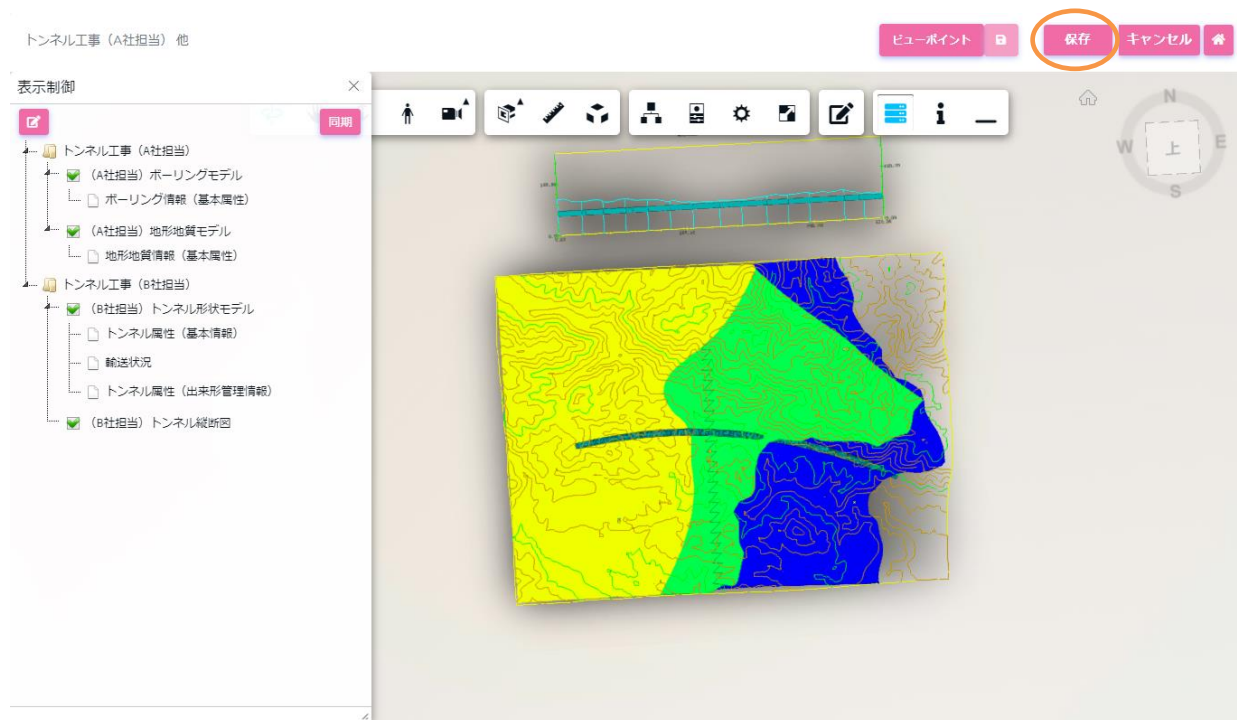 トンネル工事（A社担当）他
ビューポイント
保存
キャンセル
表示制御
同期
トンネル工事（A社担当）
（A社担当）ボーリングモデル
ボーリング情報（基本属性）
（A社担当）地形地質モデル
地形地質情報（基本属性）
トンネル工事（B社担当）
（B社担当）トンネル形状モデル
トンネル属性（基本情報）
輸送状況
トンネル属性（出来形管理情報）
（B社担当）トンネル縦断図
N
W
上
E
S